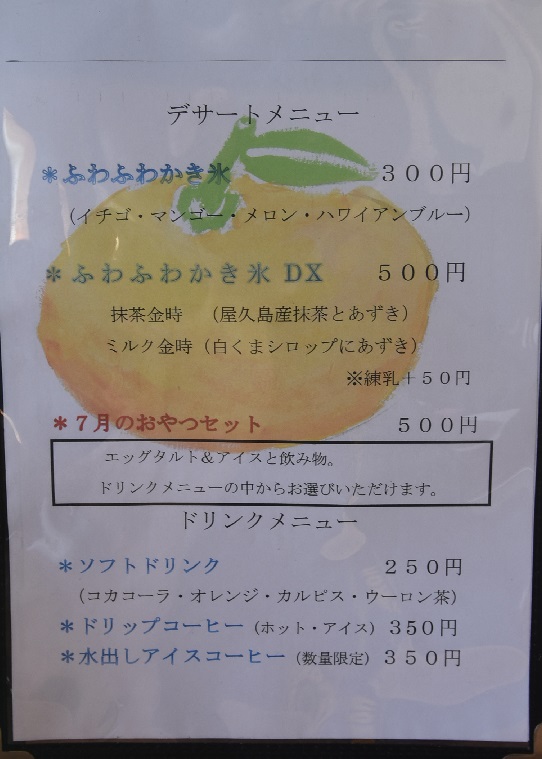 デザートメニュー
＊ふわふわかき氷 ３００円
（イチゴ・マンゴー・メロン・ハワイアンブルー）
＊ふわふわかき氷 DX ５００円
抹茶金時 （屋久島産抹茶とあずき）
ミルク金時（白くまシロップにあずき）
※練乳＋５０円
＊７月のおやつセット ５００円
エッグタルト＆アイスと飲み物。
ドリンクメニューの中からお選びいただけます。
ドリンクメニュー
＊ソフトドリンク ２５０円
（コカコーラ・オレンジ・カルピス・ウーロン茶）
＊ドリップコーヒー（ホット・アイス） ３５０円
＊水出しアイスコーヒー（数量限定） ３５０円